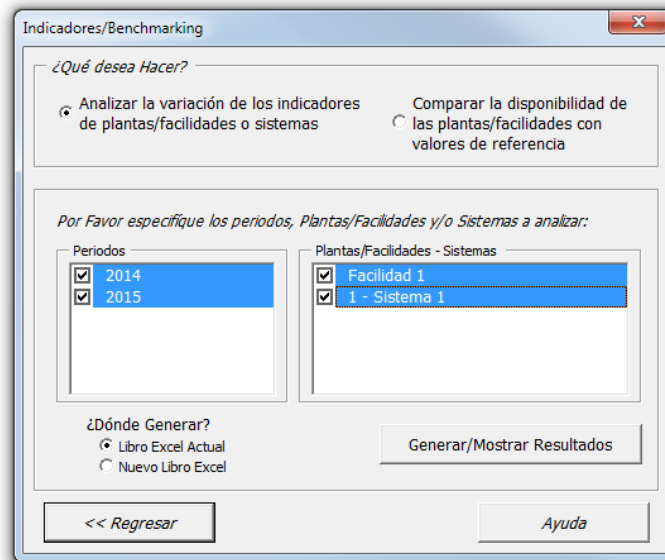 Indicadores/Benchmarking
¿Qué desea Hacer?
Analizar la variación de los indicadores
de plantas/facilidades o sistemas
Comparar la disponibilidad de
las plantas/facilidades con
valores de referencia
Por Favor especifíque los periodos, Plantas/Facilidades y/o Sistemas a analizar:
Periodos
2014
2015
Plantas/Facilidades - Sistemas
Facilidad 1
1 - Sistema 1
¿Dónde Generar?
Libro Excel Actual
Nuevo Libro Excel
Generar/Mostrar Resultados
<< Regresar
Ayuda